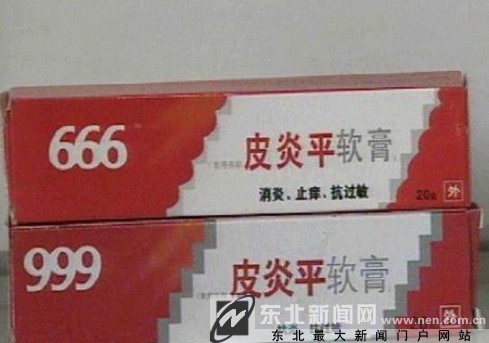 666
皮炎平软膏
消炎、止痒、抗过敏
20g
外
999
皮炎平软膏
外
东北新闻网
www.nen.com.cn
东北最大新闻门户网站